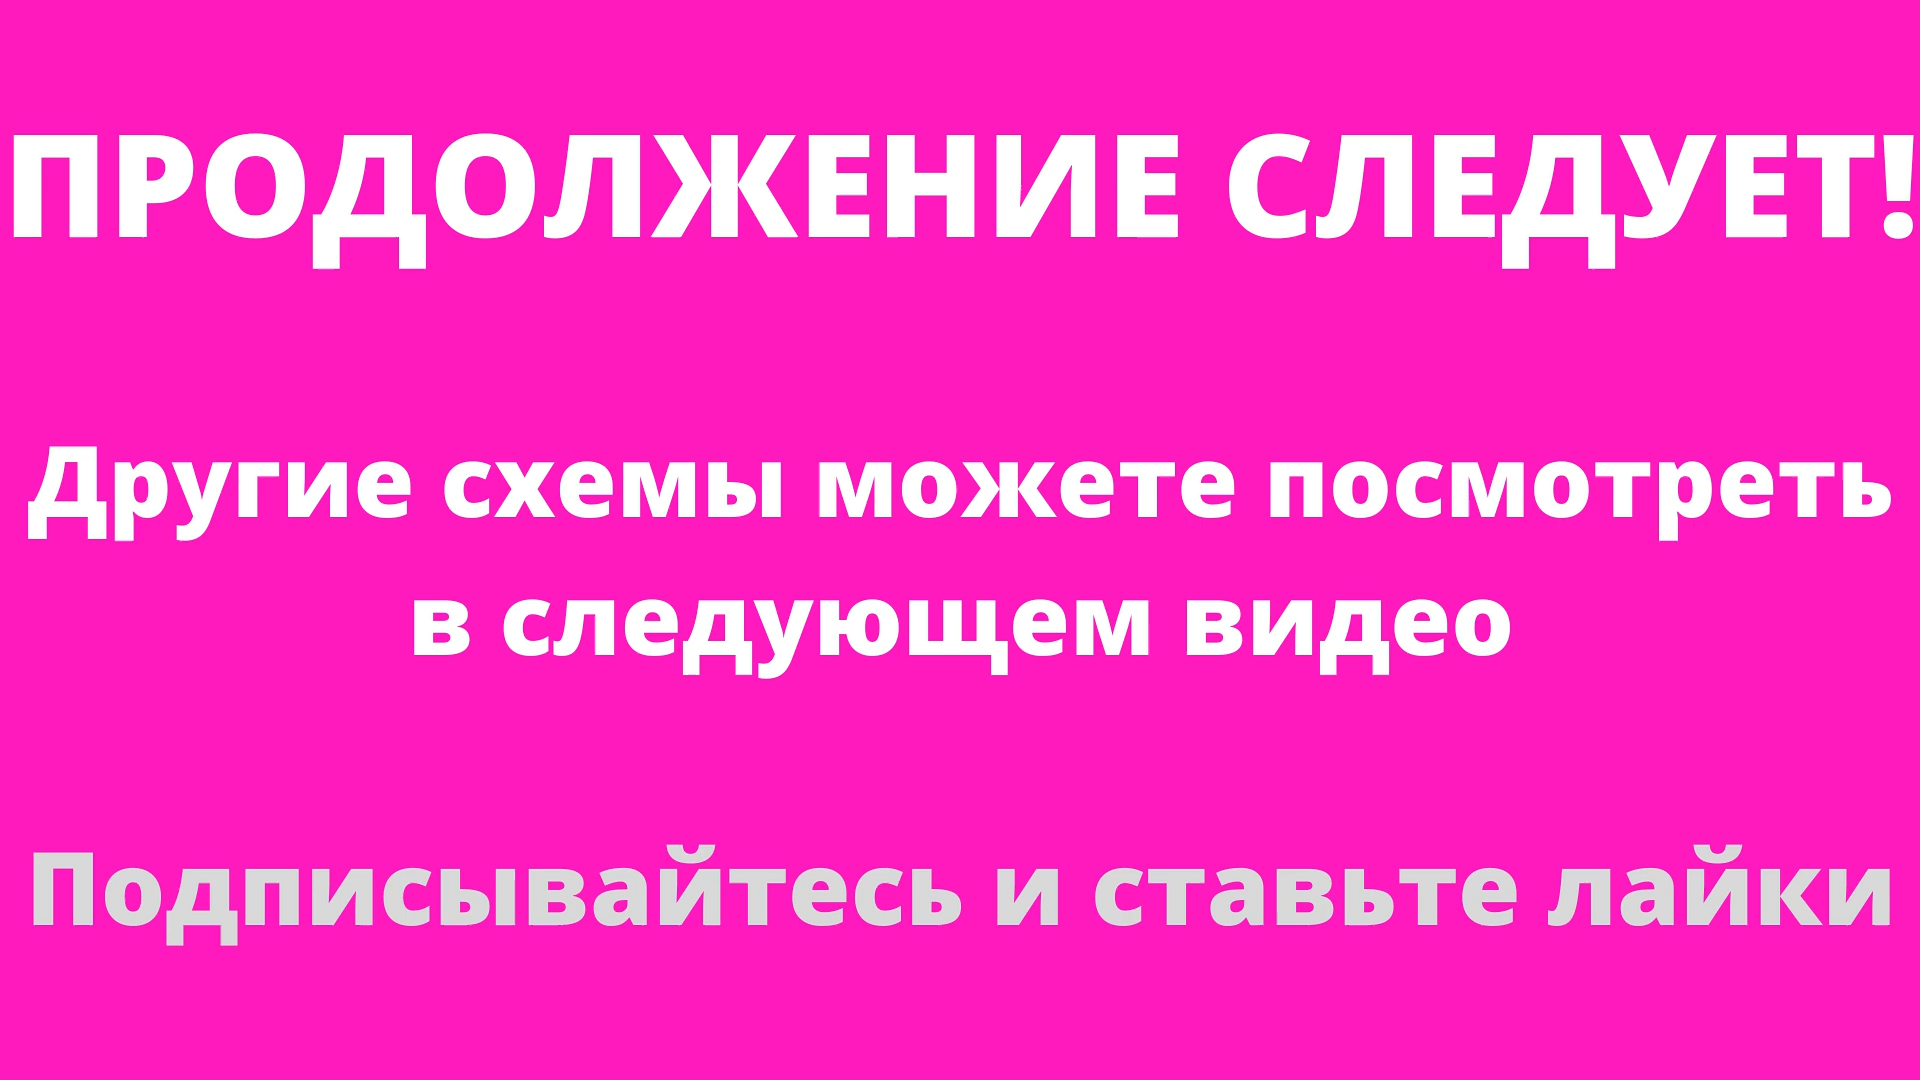 ПРОДОЛЖЕНИЕ СЛЕДУЕТ!
Другие схемы можете посмотреть
в следующем видео
Подписывайтесь и ставьте лайки